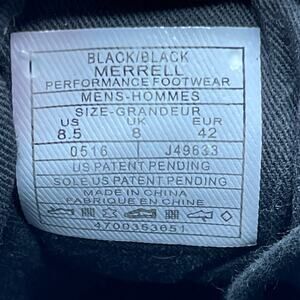 BLACK/BLACK
MERRELL
PERFORMANCE FOOTWEAR
MENS-HOMMES
SIZE-GRANDEUR
US UK EUR
8.5 8 42
0516 J49633
US PATENT PENDING
SOLE US PATENT PENDING
MADE IN CHINA
FABRIQUE EN CHINE
4700353651